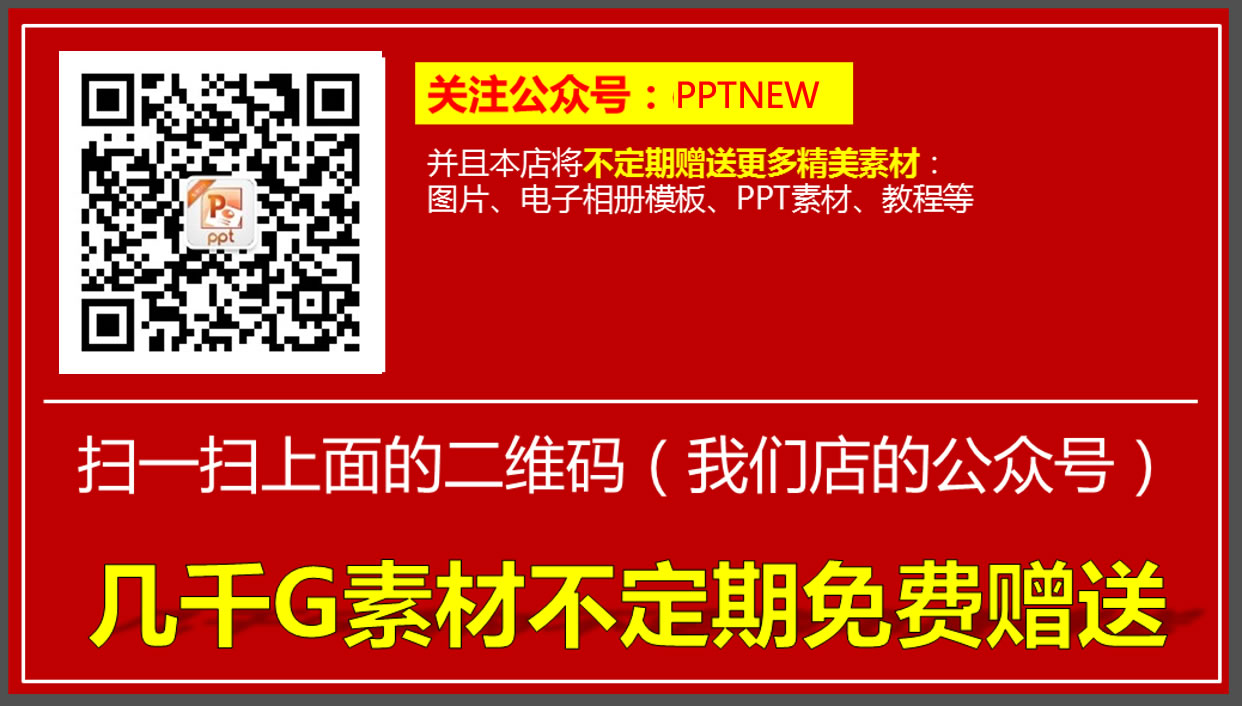 关注公众号：PPTNEW
并且本店将不定期赠送更多精美素材：
图片、电子相册模板、PPT素材、教程等
P
ppt
扫一扫上面的二维码（我们店的公众号）
几千G素材不定期免费赠送